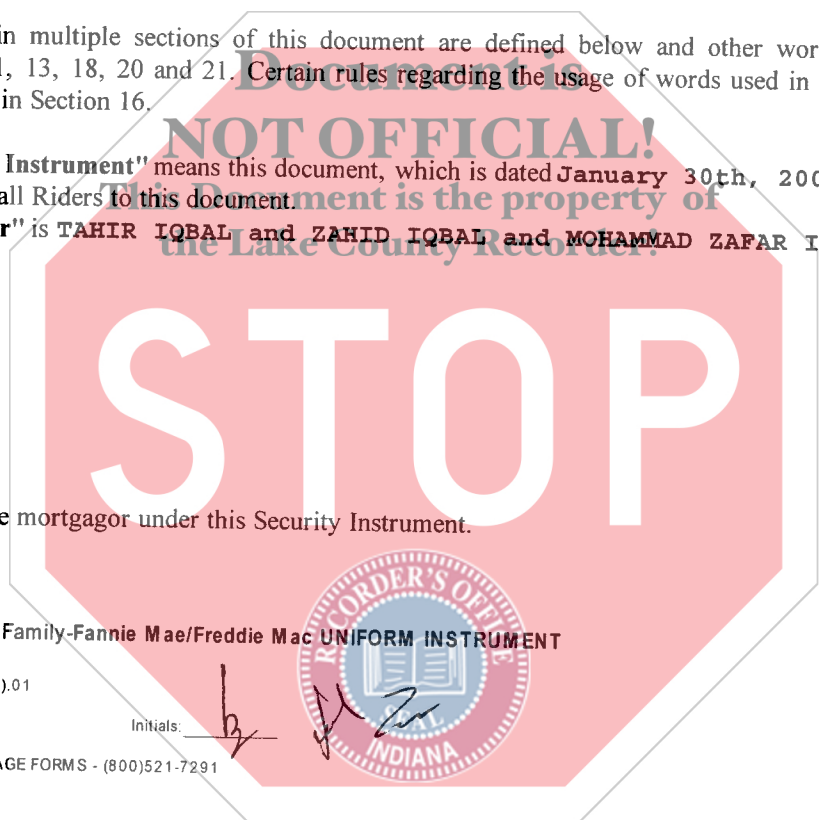 in multiple sections of this document are defined below and other wor
1, 13, 18, 20 and 21. Certain rules regarding the usage of words used in
in Section 16.
Document is
NOT OFFICIAL!
This Document is the property of
the Lake County Recorder!
Instrument" means this document, which is dated January 30th, 200
all Riders to this document.
r" is TAHIR IQBAL and ZAHID IQBAL and MOHAMMAD ZAFAR I
STOP
e mortgagor under this Security Instrument.
RECORDER'S OFFICE
SEAL
INDIANA
Family-Fannie Mae/Freddie Mac UNIFORM INSTRUMENT
).01
Initials:
AGE FORMS - (800)521-7291